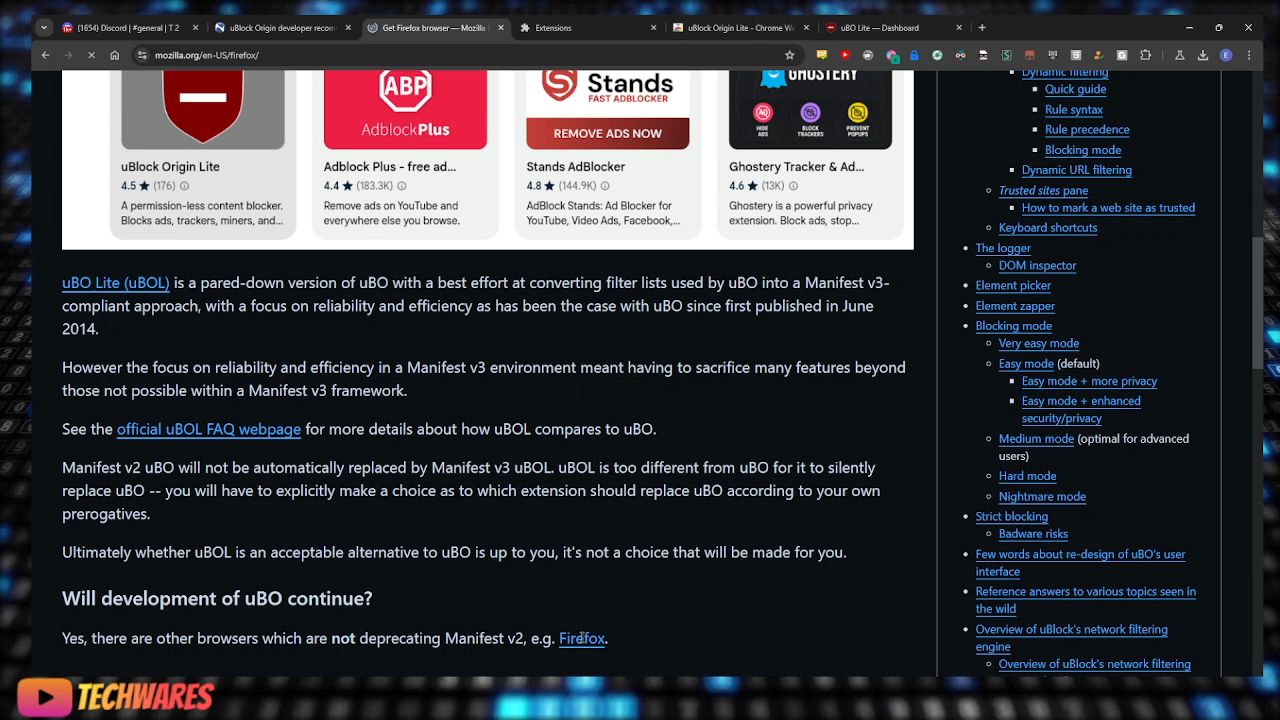 (1654) Discord | #general | T 2
uBlock Origin developer recom
Get Firefox browser — Mozilla |
Extensions
uBlock Origin Lite - Chrome We
uBO Lite — Dashboard
mozilla.org/en-US/firefox/
ABP
AdblockPlus
Stands
FAST ADBLOCKER
REMOVE ADS NOW
GHOSTERY
HIDE ADS
BLOCK TRACKERS
PREVENT POPUPS
uBlock Origin Lite
4.5 ★ (176)
A permission-less content blocker.
Blocks ads, trackers, miners, and...
Adblock Plus - free ad...
4.4 ★ (183.3K)
Remove ads on YouTube and
everywhere else you browse.
Stands AdBlocker
4.8 ★ (144.9K)
AdBlock Stands: Ad Blocker for
YouTube, Video Ads, Facebook,...
Ghostery Tracker & Ad...
4.6 ★ (13K)
Ghostery is a powerful privacy
extension. Block ads, stop...
uBO Lite (uBOL) is a pared-down version of uBO with a best effort at converting filter lists used by uBO into a Manifest v3-
compliant approach, with a focus on reliability and efficiency as has been the case with uBO since first published in June
2014.
However the focus on reliability and efficiency in a Manifest v3 environment meant having to sacrifice many features beyond
those not possible within a Manifest v3 framework.
See the official uBOL FAQ webpage for more details about how uBOL compares to uBO.
Manifest v2 uBO will not be automatically replaced by Manifest v3 uBOL. uBOL is too different from uBO for it to silently
replace uBO -- you will have to explicitly make a choice as to which extension should replace uBO according to your own
prerogatives.
Ultimately whether uBOL is an acceptable alternative to uBO is up to you, it's not a choice that will be made for you.
Will development of uBO continue?
Yes, there are other browsers which are not deprecating Manifest v2, e.g. Firefox.
Dynamic filtering
Quick guide
Rule syntax
Rule precedence
Blocking mode
Dynamic URL filtering
Trusted sites pane
How to mark a web site as trusted
Keyboard shortcuts
The logger
DOM inspector
Element picker
Element zapper
Blocking mode
Very easy mode
Easy mode (default)
Easy mode + more privacy
Easy mode + enhanced
security/privacy
Medium mode (optimal for advanced
users)
Hard mode
Nightmare mode
Strict blocking
Badware risks
Few words about re-design of uBO's user
interface
Reference answers to various topics seen in
the wild
Overview of uBlock's network filtering
engine
Overview of uBlock's network filtering
TECHWARES